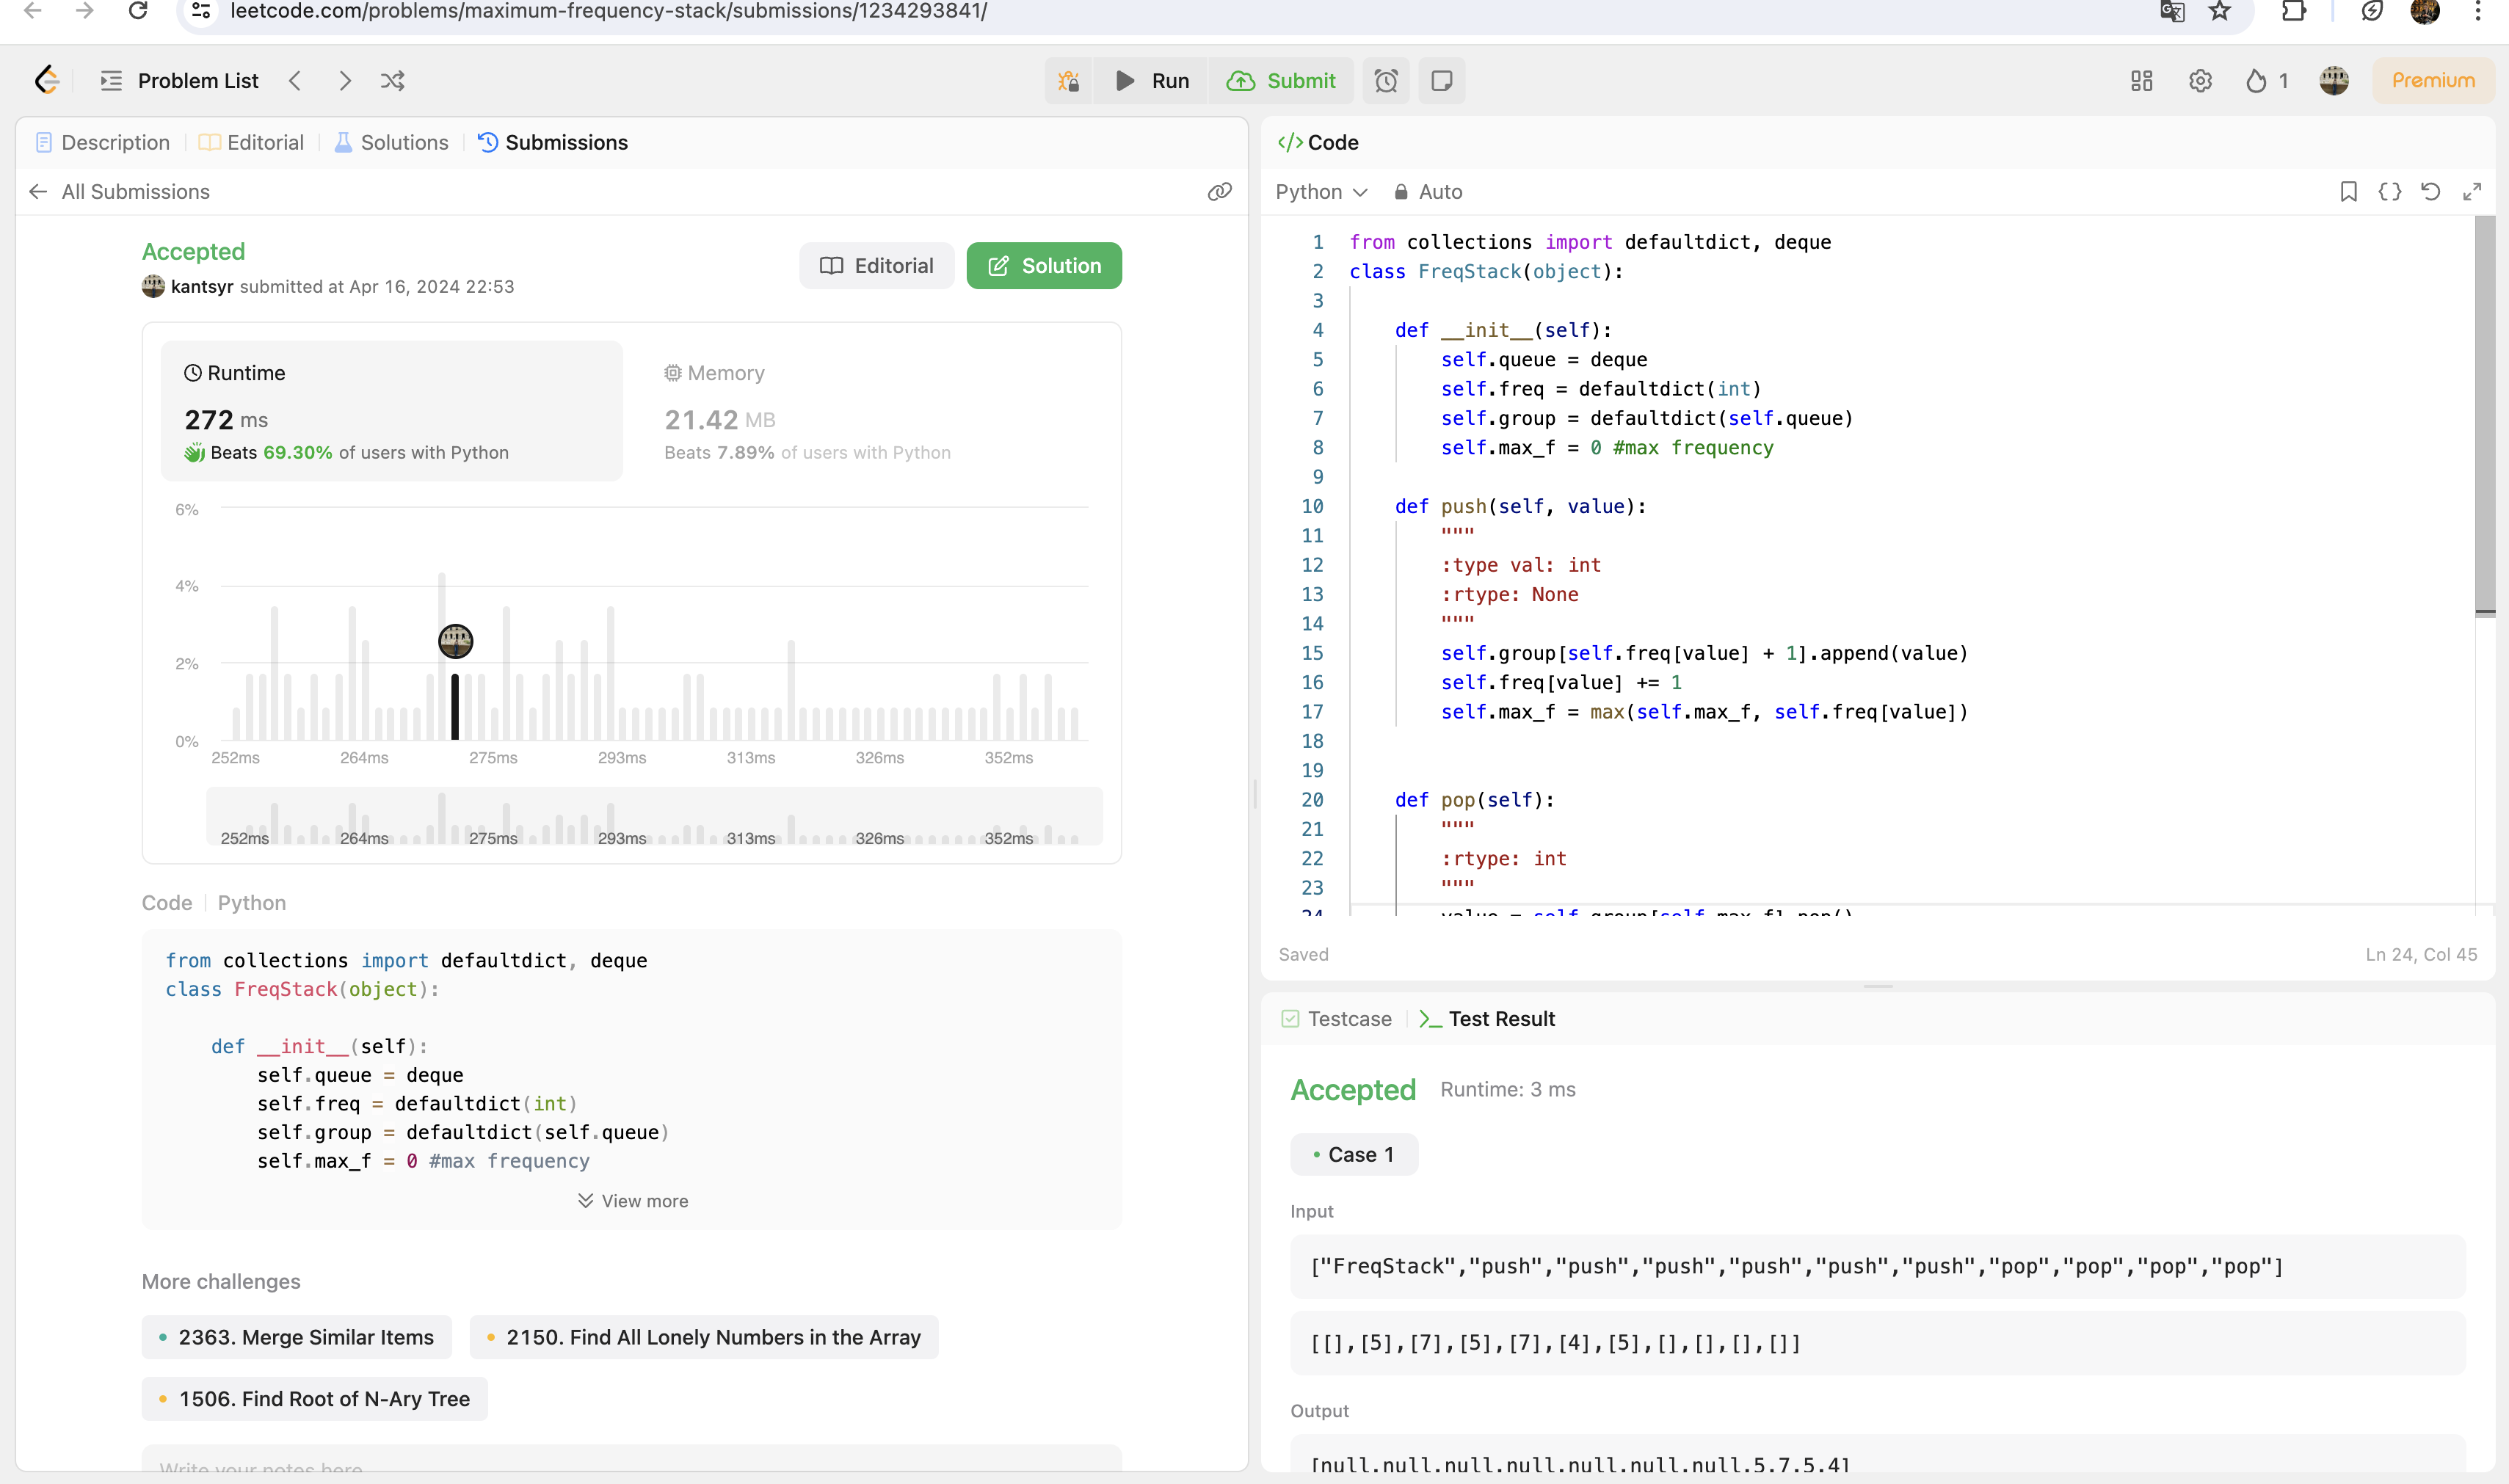 leetcode.com/problems/maximum-frequency-stack/submissions/1234293841/
Problem List
Run
Submit
1
Premium
Description
Editorial
Solutions
Submissions
All Submissions
Accepted
kantsyr submitted at Apr 16, 2024 22:53
Editorial
Solution
Runtime
272 ms
Beats 69.30% of users with Python
Memory
21.42 MB
Beats 7.89% of users with Python
6%
4%
2%
0%
252ms 264ms 275ms 293ms 313ms 326ms 352ms
252ms 264ms 275ms 293ms 313ms 326ms 352ms
Code
Python
from collections import defaultdict, deque
class FreqStack(object):
def __init__(self):
self.queue = deque
self.freq = defaultdict(int)
self.group = defaultdict(self.queue)
self.max_f = 0 #max frequency
View more
More challenges
2363. Merge Similar Items
2150. Find All Lonely Numbers in the Array
1506. Find Root of N-Ary Tree
Write your notes here
</> Code
Python
Auto
1 from collections import defaultdict, deque
2 class FreqStack(object):
3
4 def __init__(self):
5 self.queue = deque
6 self.freq = defaultdict(int)
7 self.group = defaultdict(self.queue)
8 self.max_f = 0 #max frequency
9
10 def push(self, value):
11 """
12 :type val: int
13 :rtype: None
14 """
15 self.group[self.freq[value] + 1].append(value)
16 self.freq[value] += 1
17 self.max_f = max(self.max_f, self.freq[value])
18
19
20 def pop(self):
21 """
22 :rtype: int
23 """
24 value = self.group[self.max_f].pop()
Saved
Ln 24, Col 45
Testcase
Test Result
Accepted
Runtime: 3 ms
Case 1
Input
["FreqStack","push","push","push","push","push","push","pop","pop","pop","pop"]
[[],[5],[7],[5],[7],[4],[5],[],[],[],[]]
Output
[null,null,null,null,null,null,null,5,7,5,4]